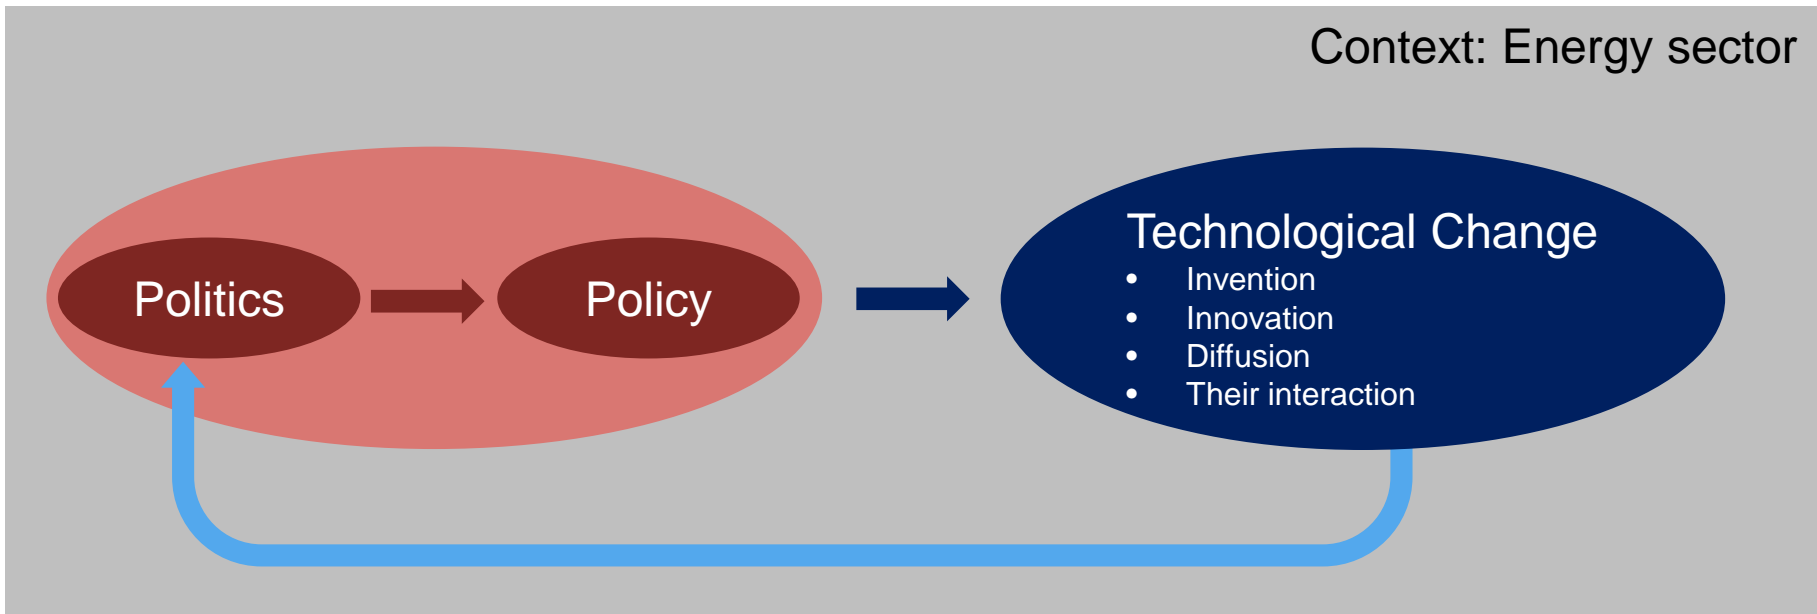 Context: Energy sector
Politics
Policy
Technological Change
• Invention
• Innovation
• Diffusion
• Their interaction